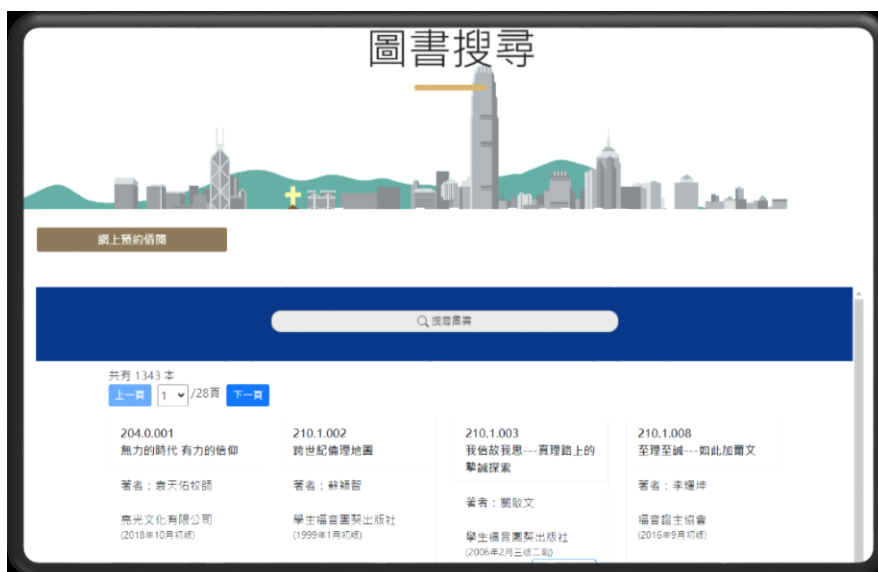 圖書搜尋
網上預約借閱
搜尋圖書
共有 1343 本
上一頁 1 /28頁 下一頁
204.0.001
無力的時代 有力的信仰
著者：袁天佑牧師
亮光文化有限公司
(2018年10月初版)
210.1.002
跨世紀倫理地圖
著者：蘇穎智
學生福音團契出版社
(1999年1月初版)
210.1.003
我信故我思---真理路上的
摯誠探索
著者：關啟文
學生福音團契出版社
(2006年2月三版二刷)
210.1.008
至理至誠---如此加爾文
著者：李耀坤
福音證主協會
(2016年9月初版)